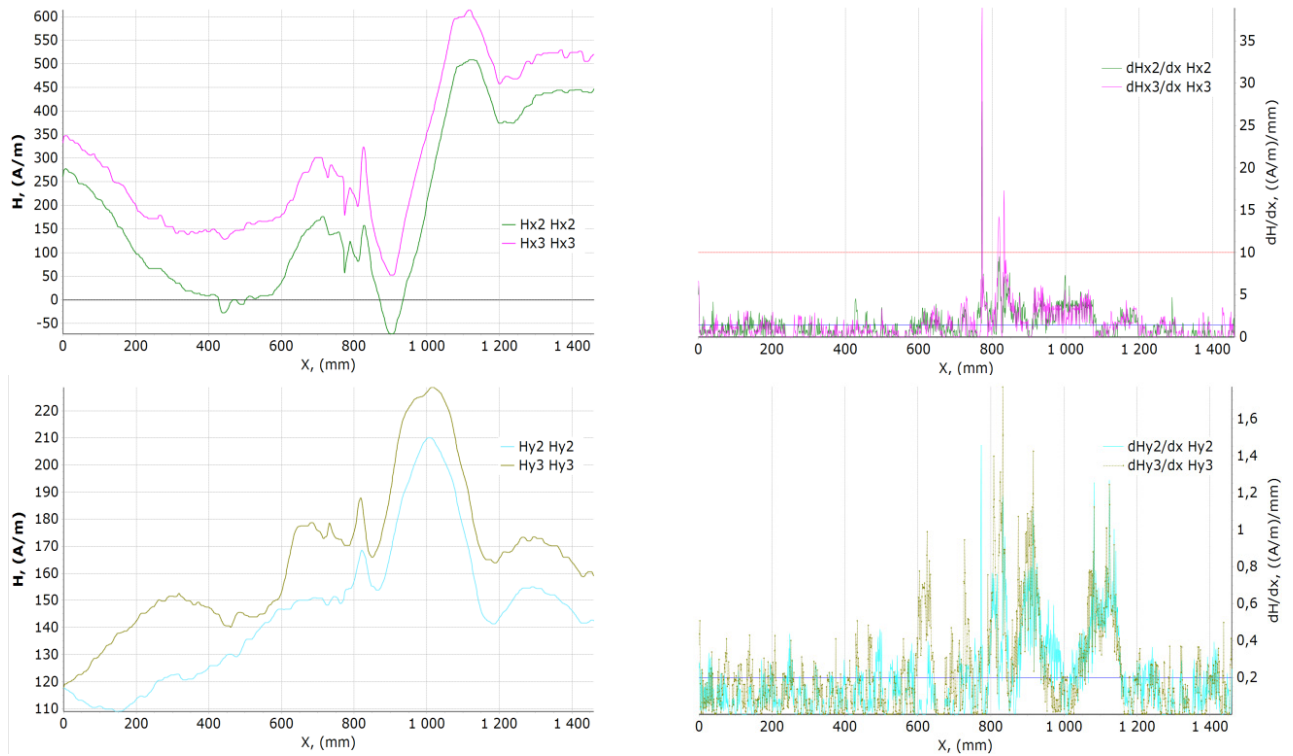 H, (A/m)
600
550
500
450
400
350
300
250
200
150
100
50
0
-50
Hx2 Hx2
Hx3 Hx3
0 200 400 600 800 1 000 1 200 1 400
X, (mm)
dHx2/dx Hx2
dHx3/dx Hx3
35
30
25
20
15
10
5
0
dH/dx, ((A/m)/mm)
0 200 400 600 800 1 000 1 200 1 400
X, (mm)
H, (A/m)
220
210
200
190
180
170
160
150
140
130
120
110
Hy2 Hy2
Hy3 Hy3
0 200 400 600 800 1 000 1 200 1 400
X, (mm)
dHy2/dx Hy2
dHy3/dx Hy3
1,6
1,4
1,2
1
0,8
0,6
0,4
0,2
dH/dx, ((A/m)/mm)
0 200 400 600 800 1 000 1 200 1 400
X, (mm)